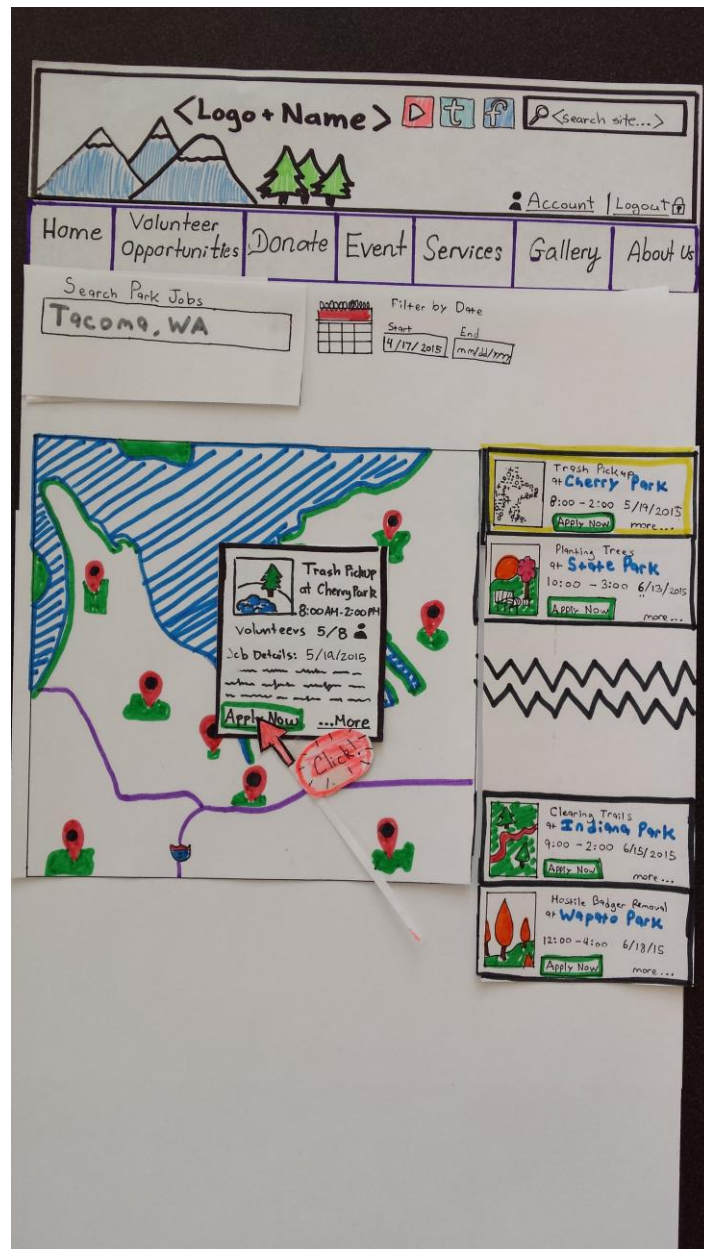 <Logo + Name>
t
f
<search site...>
Account | Logout
Home
Volunteer Opportunities
Donate
Event
Services
Gallery
About Us
Search Park Jobs
Tacoma, WA
Filter by Date
Start
End
4/17/2015
mm/dd/yyyy
Trash Pickup
at Cherry Park
8:00 AM - 2:00 PM
Volunteers 5/8
Job Details: 5/19/2015
Apply Now
...More
Click!
Trash Pickup
at Cherry Park
8:00 - 2:00 5/19/2015
Apply Now
more...
Planting Trees
at State Park
10:00 - 3:00 6/13/2015
Apply Now
more...
Clearing Trails
at Indiana Park
9:00 - 2:00 6/15/2015
Apply Now
more...
Hostile Badger Removal
at Wapato Park
12:00 - 4:00 6/18/15
Apply Now
more...